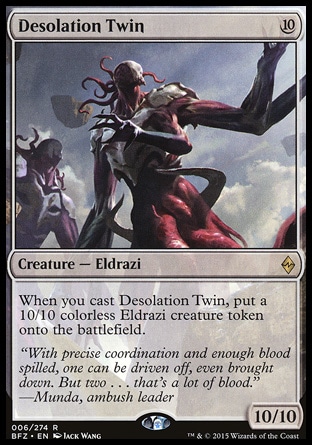 Desolation Twin 10
Creature — Eldrazi
When you cast Desolation Twin, put a
10/10 colorless Eldrazi creature token
onto the battlefield.
“With precise coordination and enough blood
spilled, one can be driven off, even brought
down. But two . . . that’s a lot of blood.”
—Munda, ambush leader
10/10
006/274 R
BFZ • EN Jack Wang
™ & © 2015 Wizards of the Coast